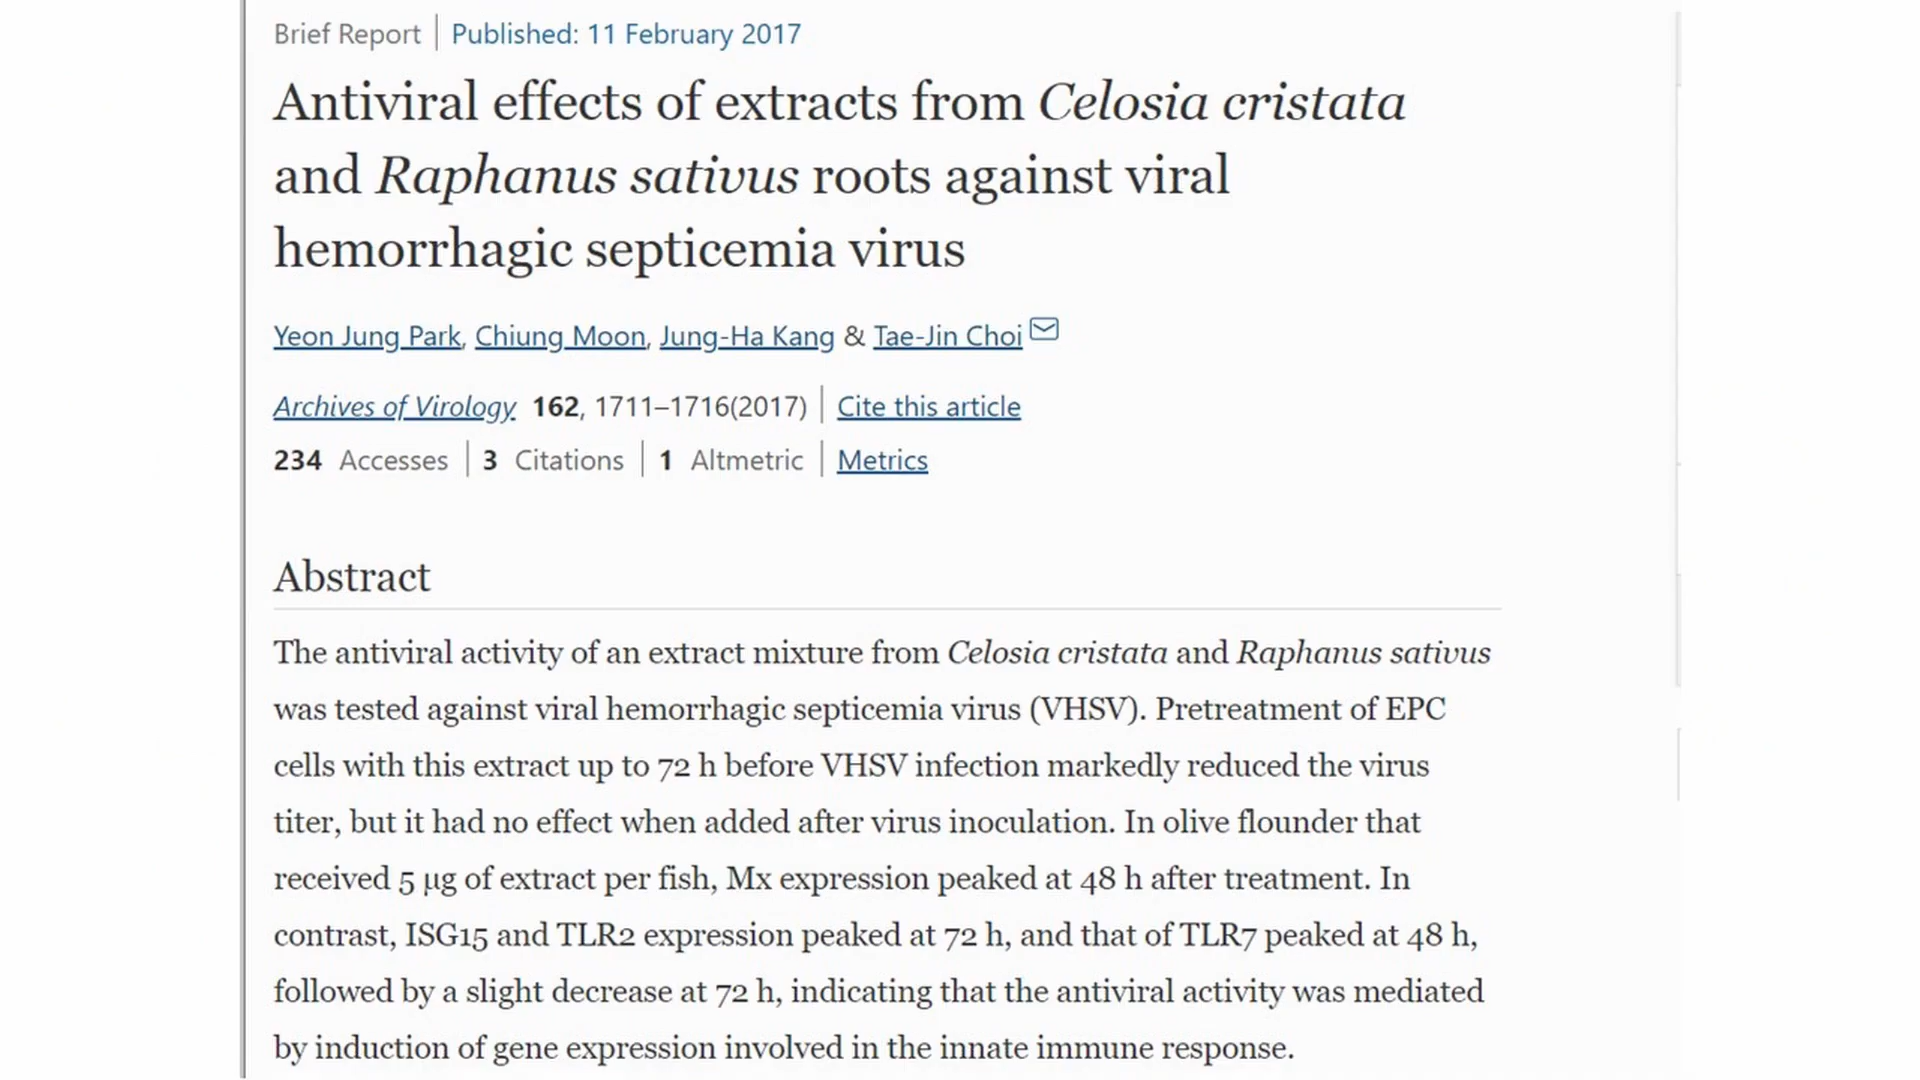 Brief Report | Published: 11 February 2017
Antiviral effects of extracts from Celosia cristata
and Raphanus sativus roots against viral
hemorrhagic septicemia virus
Yeon Jung Park, Chiung Moon, Jung-Ha Kang & Tae-Jin Choi
Archives of Virology 162, 1711–1716(2017) | Cite this article
234 Accesses | 3 Citations | 1 Altmetric | Metrics
Abstract
The antiviral activity of an extract mixture from Celosia cristata and Raphanus sativus
was tested against viral hemorrhagic septicemia virus (VHSV). Pretreatment of EPC
cells with this extract up to 72 h before VHSV infection markedly reduced the virus
titer, but it had no effect when added after virus inoculation. In olive flounder that
received 5 μg of extract per fish, Mx expression peaked at 48 h after treatment. In
contrast, ISG15 and TLR2 expression peaked at 72 h, and that of TLR7 peaked at 48 h,
followed by a slight decrease at 72 h, indicating that the antiviral activity was mediated
by induction of gene expression involved in the innate immune response.